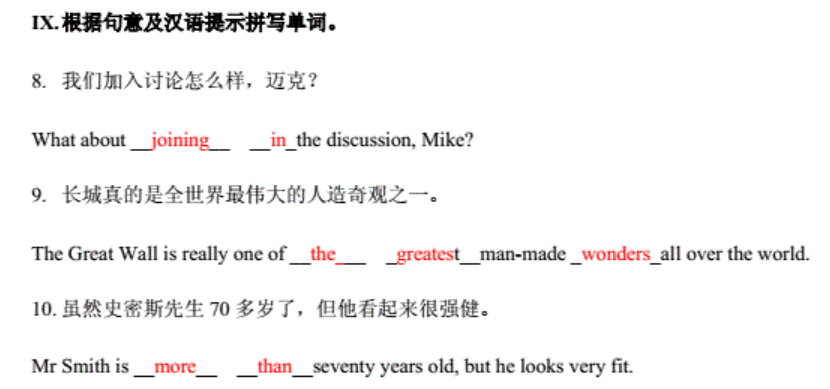 IX.根据句意及汉语提示拼写单词。
8. 我们加入讨论怎么样，迈克？
What about __joining__ __in_the discussion, Mike?
9. 长城真的是全世界最伟大的人造奇观之一。
The Great Wall is really one of __the___ _greatest__man-made _wonders_all over the world.
10. 虽然史密斯先生 70 多岁了，但他看起来很强健。
Mr Smith is __more__ __than__seventy years old, but he looks very fit.